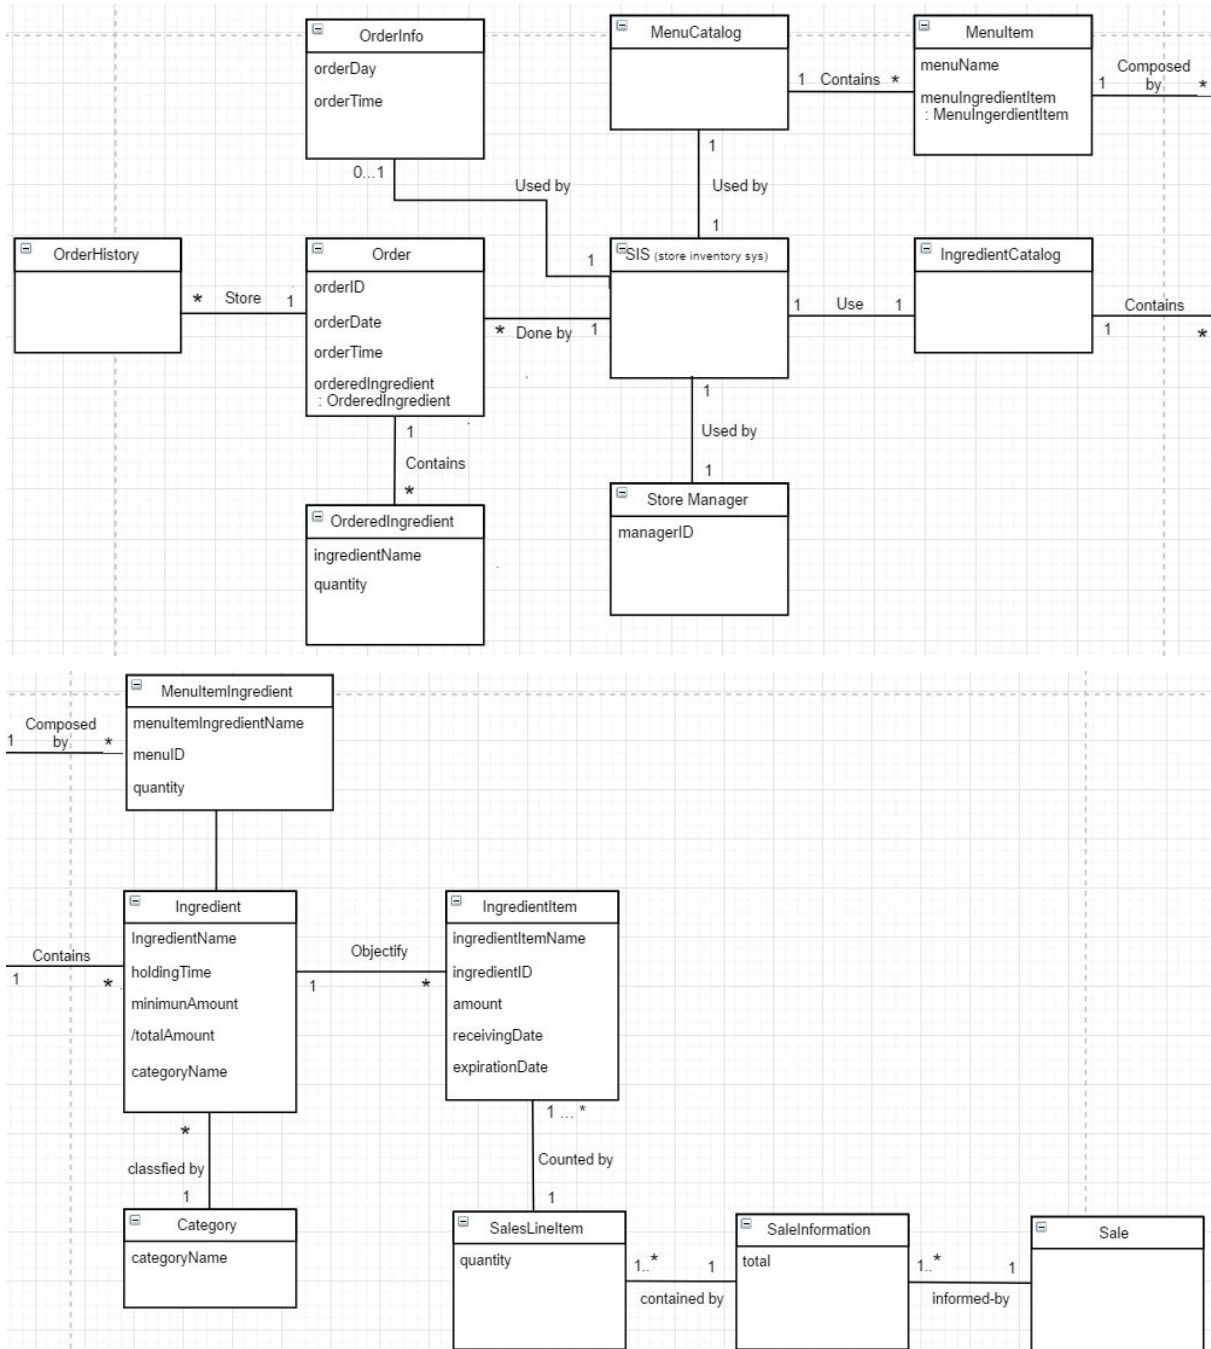 OrderInfo
orderDay
orderTime
MenuCatalog
MenuItem
menuName
menuIngredientItem
: MenuIngerdientItem
1 Contains *
1 Composed
by *
0...1
Used by
1
1
Used by
1
OrderHistory
* Store 1
Order
orderID
orderDate
orderTime
orderedIngredient
: OrderedIngredient
* Done by 1
SIS (store inventory sys)
1 Use 1
IngredientCatalog
Contains
1 *
1
Contains
*
OrderedIngredient
ingredientName
quantity
1
Used by
1
Store Manager
managerID
MenuItemIngredient
menuItemIngredientName
menuID
quantity
Composed
1 by *
Ingredient
IngredientName
holdingTime
minimunAmount
/totalAmount
categoryName
Contains
1 *
Objectify
1 *
IngredientItem
ingredientItemName
ingredientID
amount
receivingDate
expirationDate
*
classfied by
1
1 ... *
Counted by
1
Category
categoryName
SalesLineItem
quantity
1..* 1
contained by
SaleInformation
total
1..* 1
informed-by
Sale